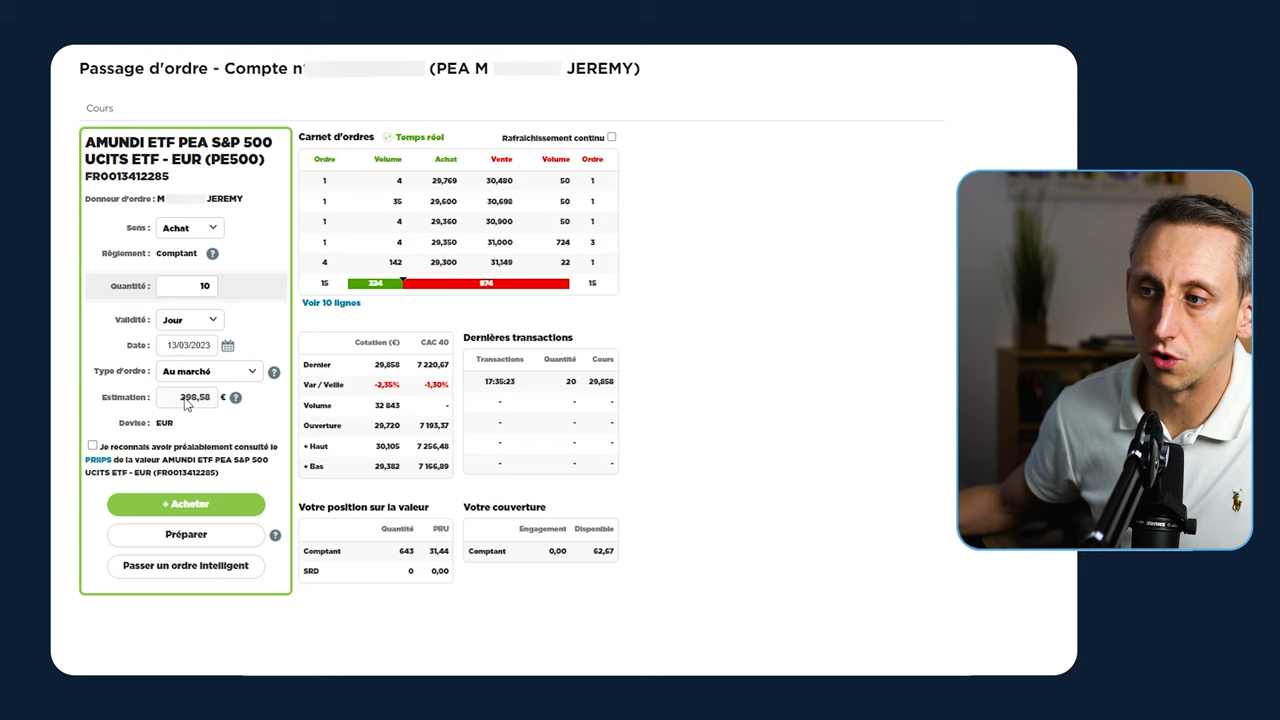 Passage d'ordre - Compte n° (PEA M JEREMY)
Cours
AMUNDI ETF PEA S&P 500
UCITS ETF - EUR (PE500)
FR0013412285
Donneur d'ordre : M JEREMY
Sens : Achat
Règlement : Comptant ?
Quantité : 10
Validité : Jour
Date : 13/03/2023
Type d'ordre : Au marché ?
Estimation : 298,58 € ?
Devise : EUR
Je reconnais avoir préalablement consulté le
PRIIPS de la valeur AMUNDI ETF PEA S&P 500
UCITS ETF - EUR (FR0013412285)
+ Acheter
Préparer ?
Passer un ordre intelligent
Carnet d'ordres Temps réel Rafraîchissement continu
Ordre Volume Achat Vente Volume Ordre
1 4 29,769 30,480 50 1
1 35 29,600 30,698 50 1
1 4 29,360 30,900 50 1
1 4 29,350 31,000 724 3
4 142 29,300 31,149 22 1
15 324 974 15
Voir 10 lignes
Cotation (€) CAC 40
Dernier 29,858 7 220,67
Var / Veille -2,35% -1,30%
Volume 32 843 -
Ouverture 29,720 7 193,37
+ Haut 30,105 7 256,48
+ Bas 29,382 7 166,89
Dernières transactions
Transactions Quantité Cours
17:35:23 20 29,858
- - -
- - -
- - -
- - -
Votre position sur la valeur
Quantité PRU
Comptant 643 31,44
SRD 0 0,00
Votre couverture
Engagement Disponible
Comptant 0,00 62,67